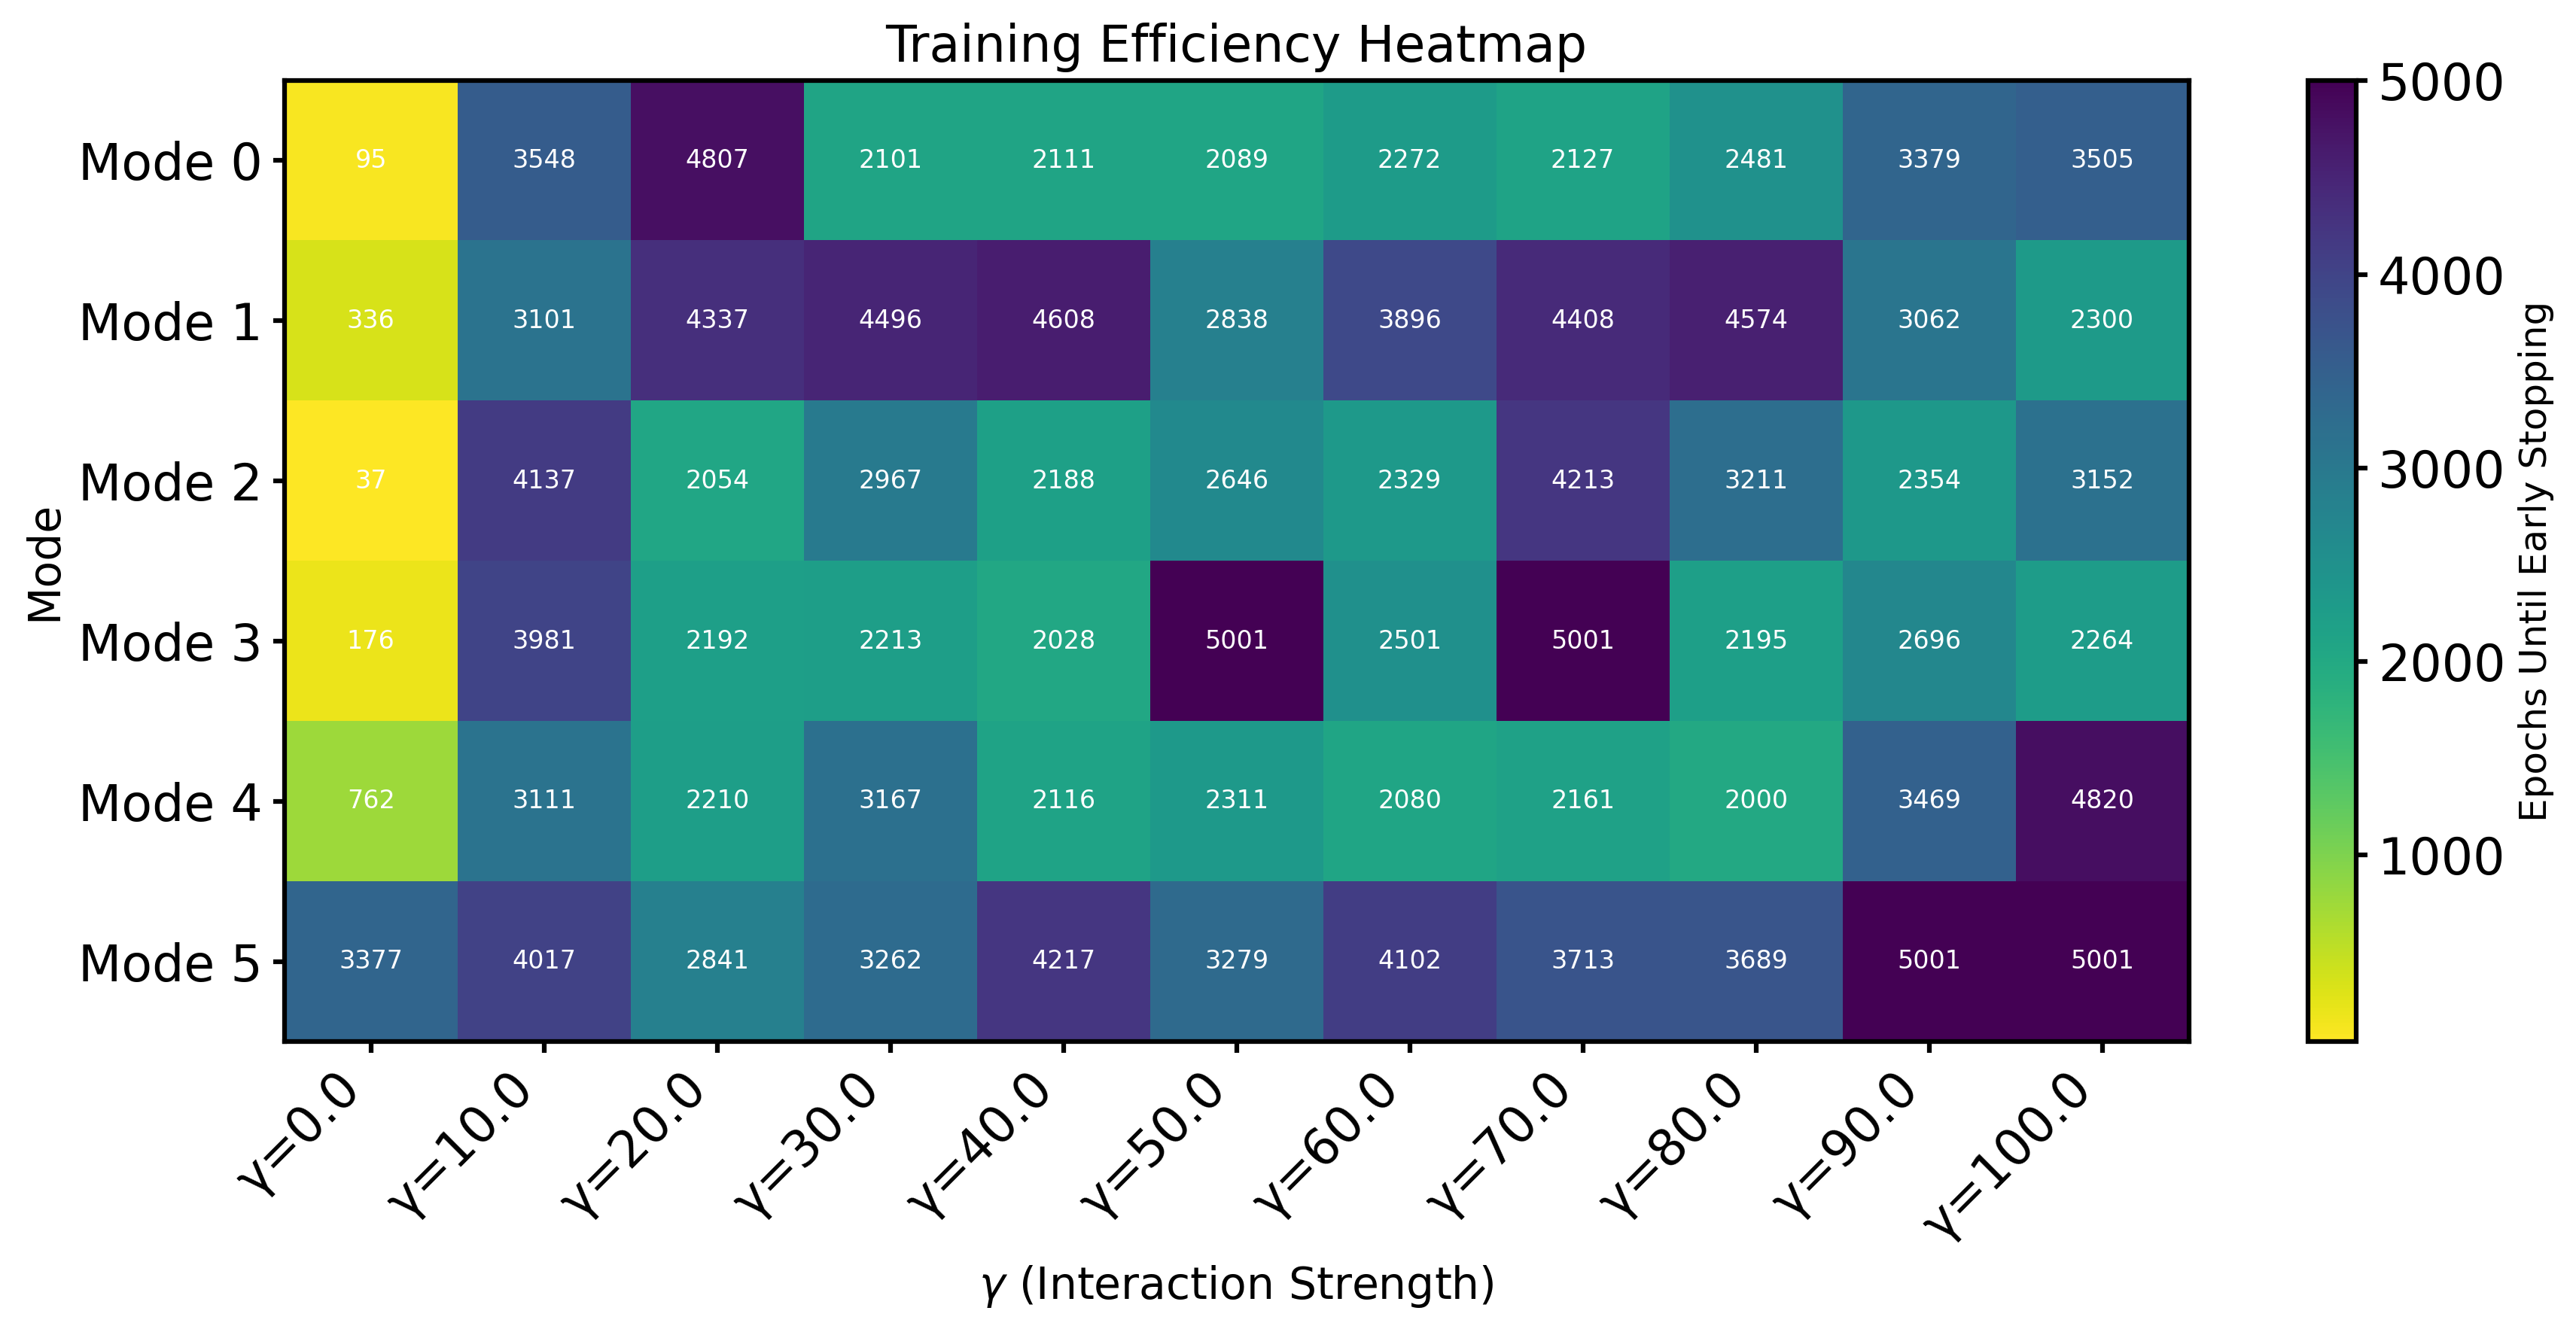 Training Efficiency Heatmap
Mode 0 95 3548 4807 2101 2111 2089 2272 2127 2481 3379 3505
Mode 1 336 3101 4337 4496 4608 2838 3896 4408 4574 3062 2300
Mode 2 37 4137 2054 2967 2188 2646 2329 4213 3211 2354 3152
Mode 3 176 3981 2192 2213 2028 5001 2501 5001 2195 2696 2264
Mode 4 762 3111 2210 3167 2116 2311 2080 2161 2000 3469 4820
Mode 5 3377 4017 2841 3262 4217 3279 4102 3713 3689 5001 5001
Mode
γ=0.0 γ=10.0 γ=20.0 γ=30.0 γ=40.0 γ=50.0 γ=60.0 γ=70.0 γ=80.0 γ=90.0 γ=100.0
γ (Interaction Strength)
5000
4000
3000
2000
1000
Epochs Until Early Stopping